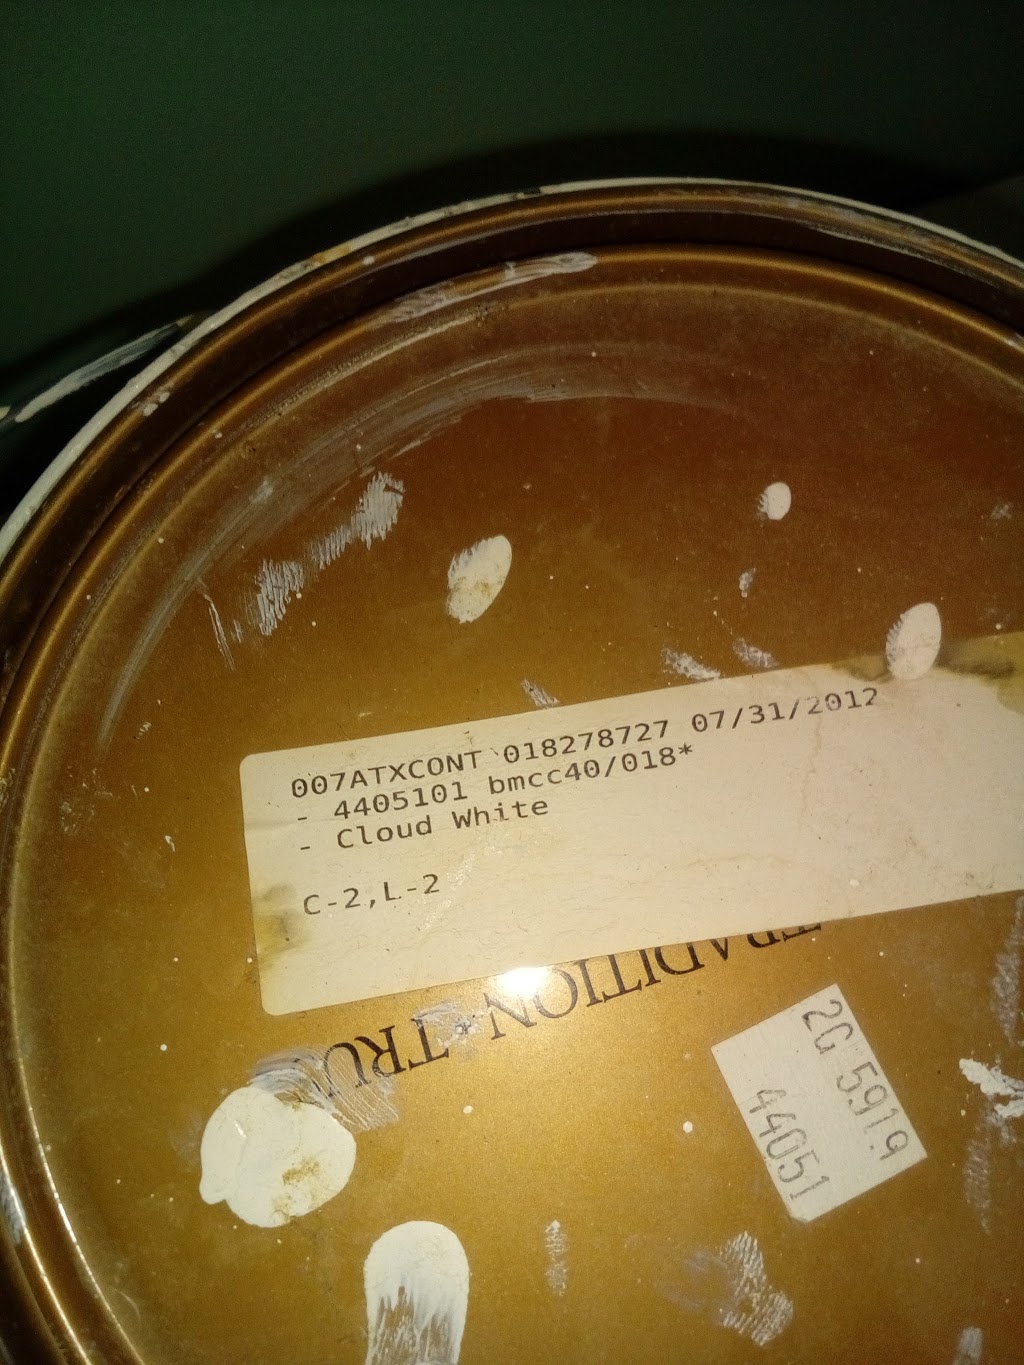 007ATXCONT 018278727 07/31/2012
- 4405101 bmcc40/018*
- Cloud White
C-2,L-2
TRADITION • TRU
2G 5919
44051